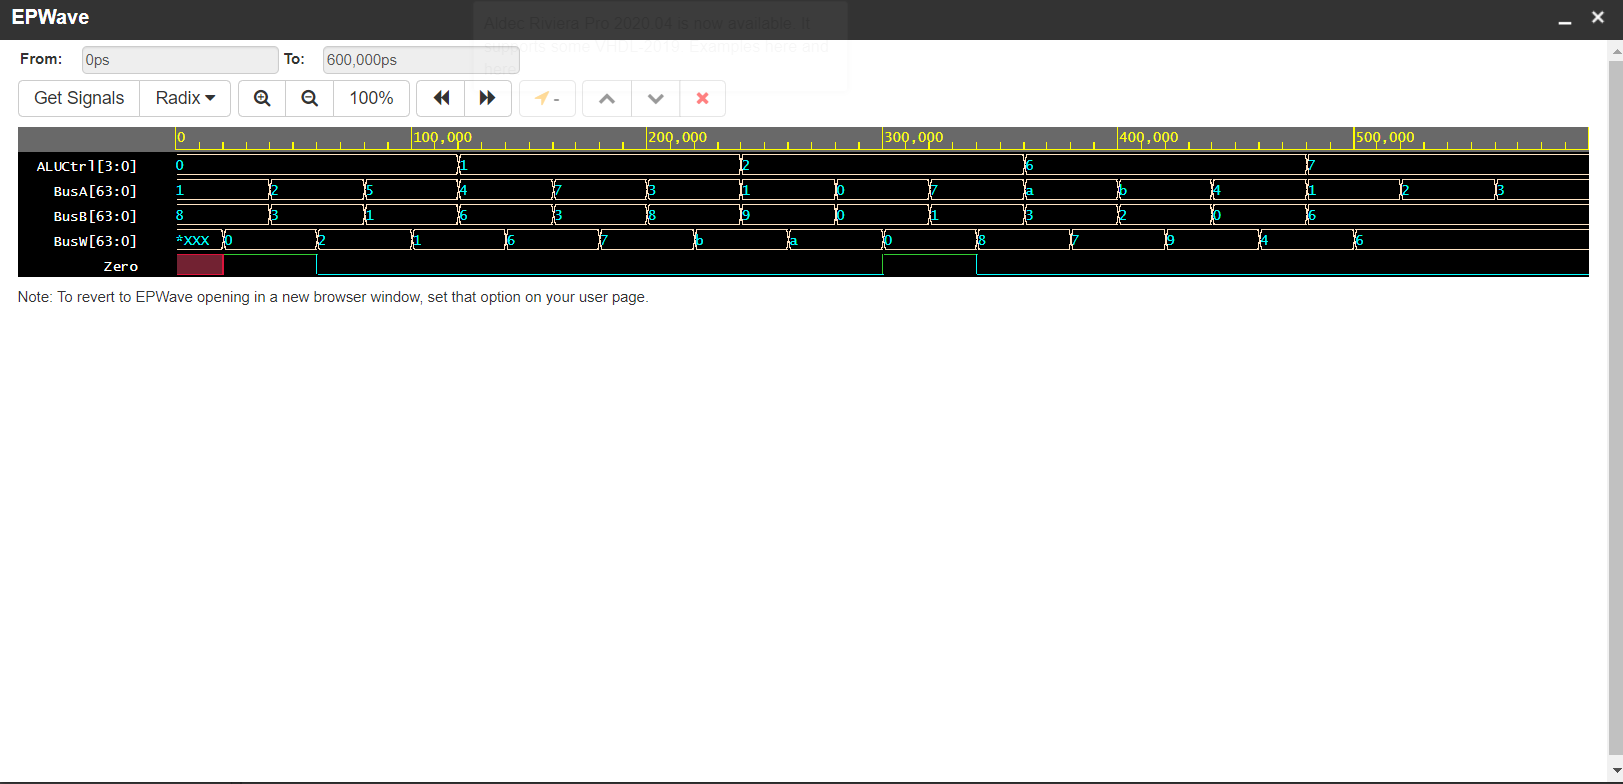 EPWave
Aldec Riviera Pro 2020.04 is now available. It
supports some VHDL-2019. Examples here and
here
From: 0ps To: 600,000ps
Get Signals Radix 100% -
0 100,000 200,000 300,000 400,000 500,000
ALUCtrl[3:0] 0 1 2 6 7
BusA[63:0] 1 2 5 4 7 3 1 0 7 a b 4 1 2 3
BusB[63:0] 8 3 1 6 3 8 9 0 1 3 2 0 6
BusW[63:0] *XXX 0 2 1 6 7 b a 0 8 7 9 4 6
Zero
Note: To revert to EPWave opening in a new browser window, set that option on your user page.